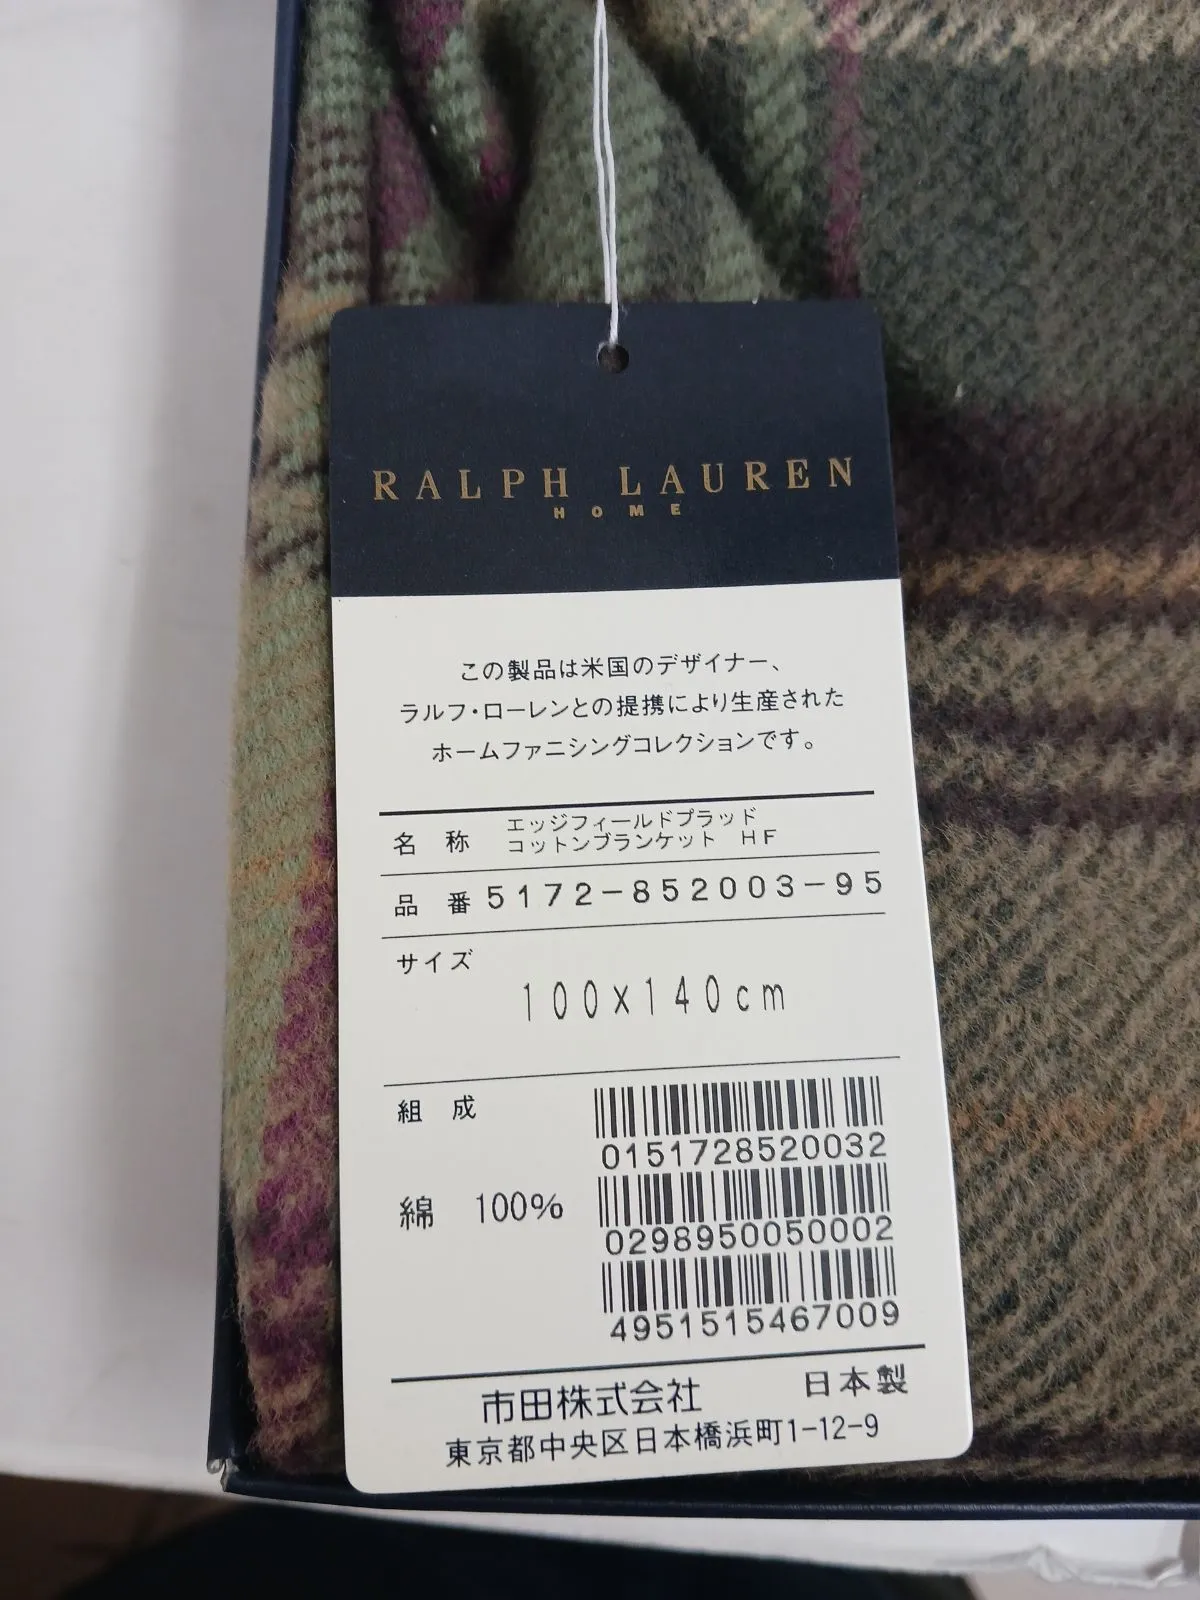 RALPH LAUREN
HOME
この製品は米国のデザイナー、
ラルフ・ローレンとの提携により生産された
ホームファニシングコレクションです。
名 称 エッジフィールドプラッド
コットンブランケット HF
品 番 5172-852003-95
サイズ
100×140cm
組 成
綿 100%
0151728520032
0298950050002
4951515467009
市田株式会社 日本製
東京都中央区日本橋浜町1-12-9